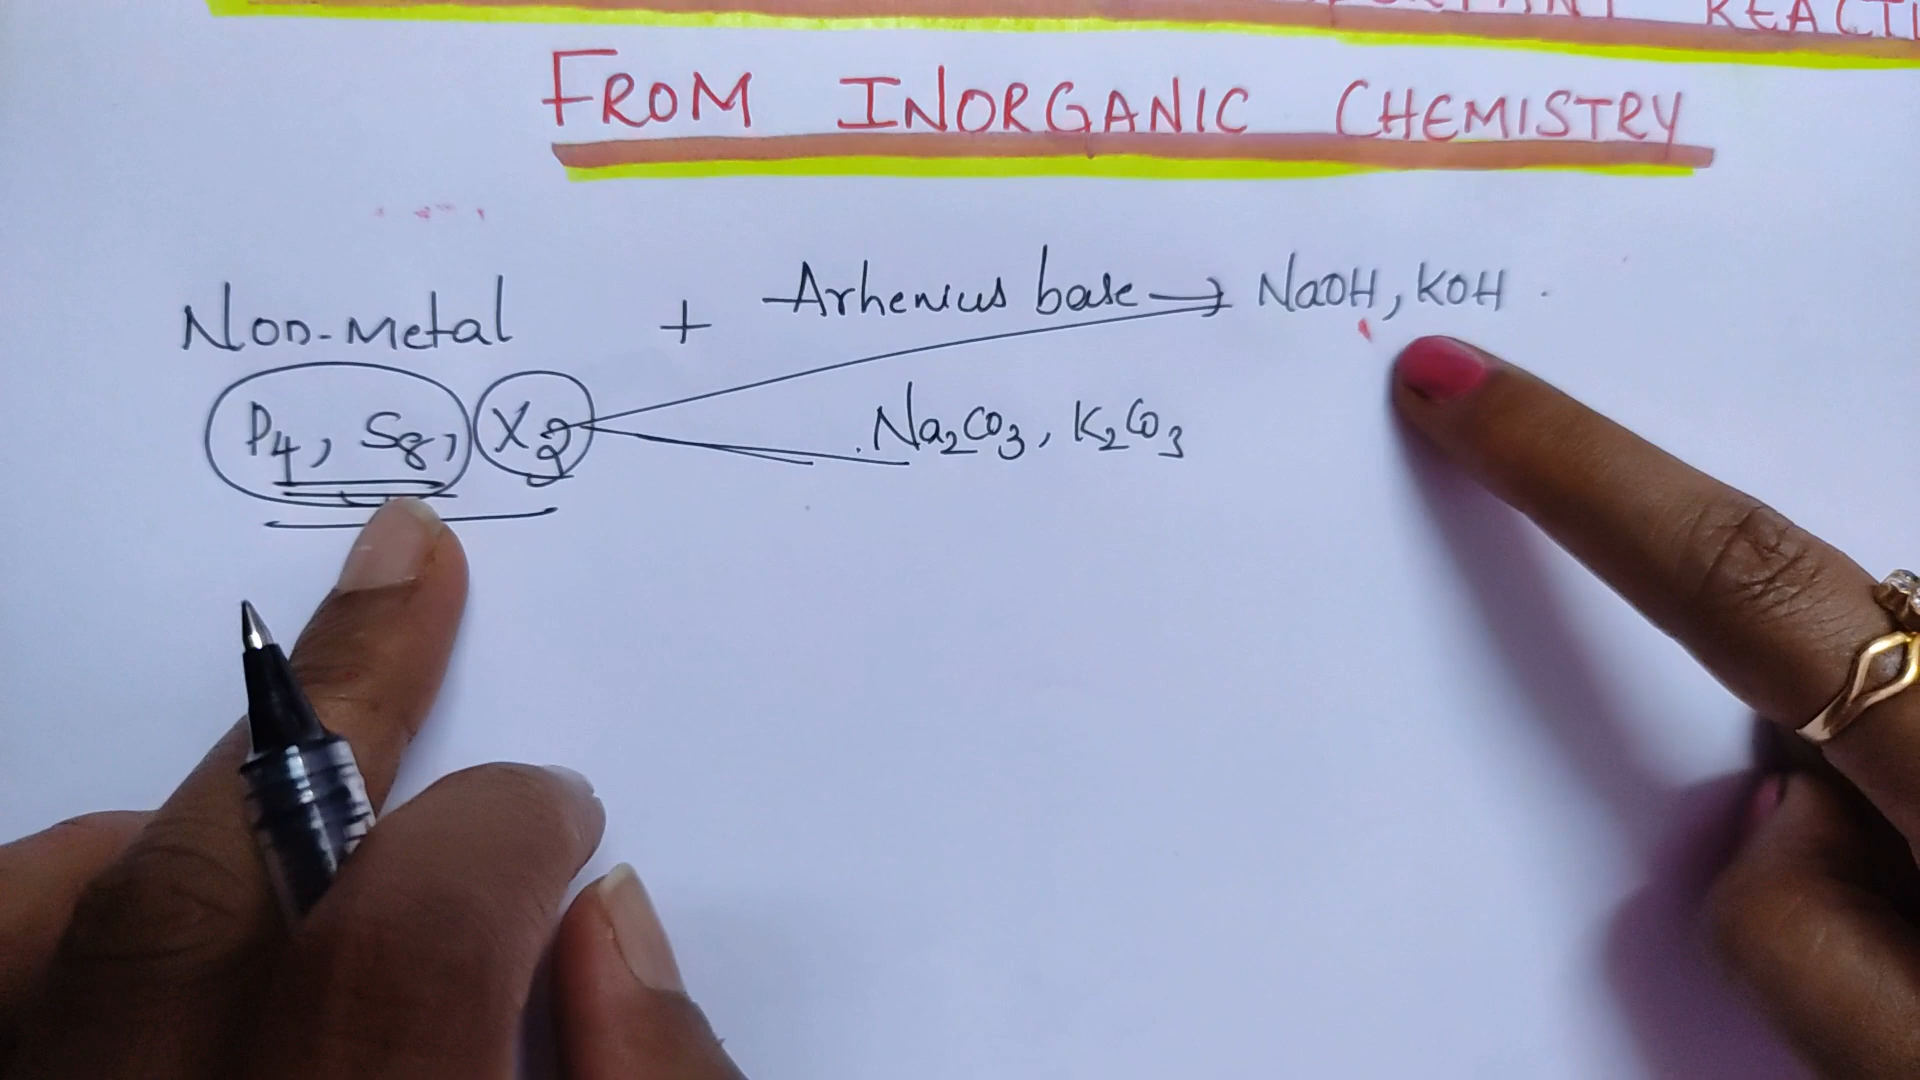 FROM INORGANIC CHEMISTRY
Non-metal + Arhenius base → NaOH, KOH.
P4, S8, X2 Na2CO3, K2CO3